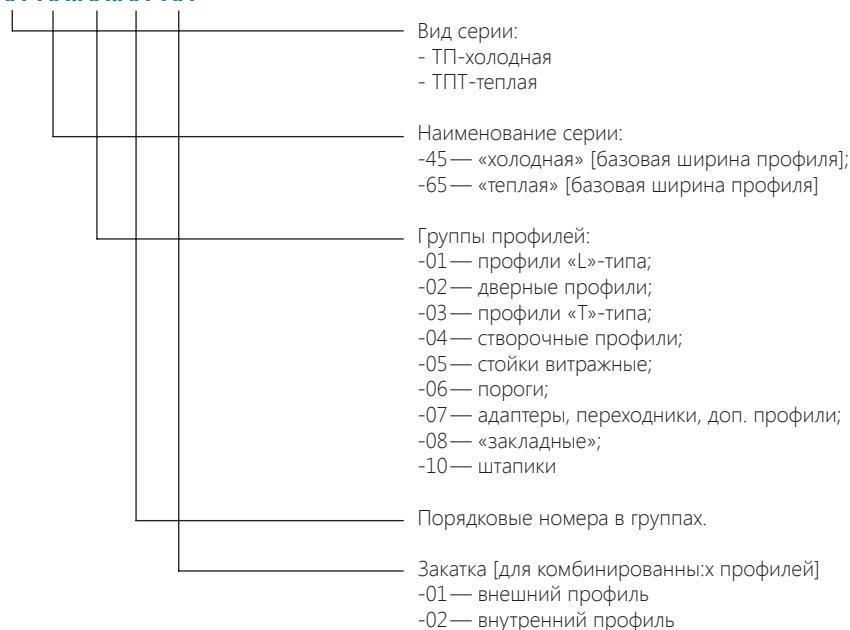 Вид серии:
- ТП-холодная
- ТПТ-теплая
Наименование серии:
-45— «холодная» [базовая ширина профиля];
-65— «теплая» [базовая ширина профиля]
Группы профилей:
-01— профили «L»-типа;
-02— дверные профили;
-03— профили «Т»-типа;
-04— створочные профили;
-05— стойки витражные;
-06— пороги;
-07— адаптеры, переходники, доп. профили;
-08— «закладные»;
-10— штапики
Порядковые номера в группах.
Закатка [для комбинированны:х профилей]
-01— внешний профиль
-02— внутренний профиль